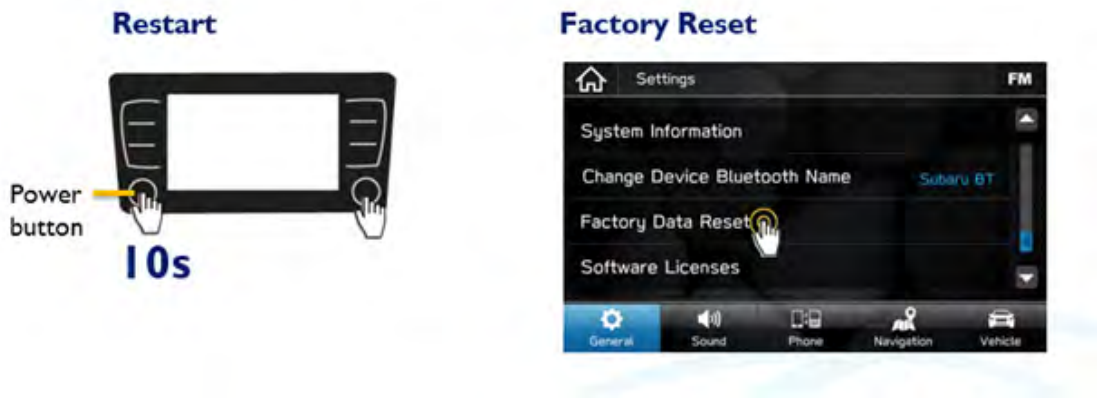 Restart
Power
button
10s
Factory Reset
Settings FM
System Information
Change Device Bluetooth Name Subaru BT
Factory Data Reset
Software Licenses
General Sound Phone Navigation Vehicle